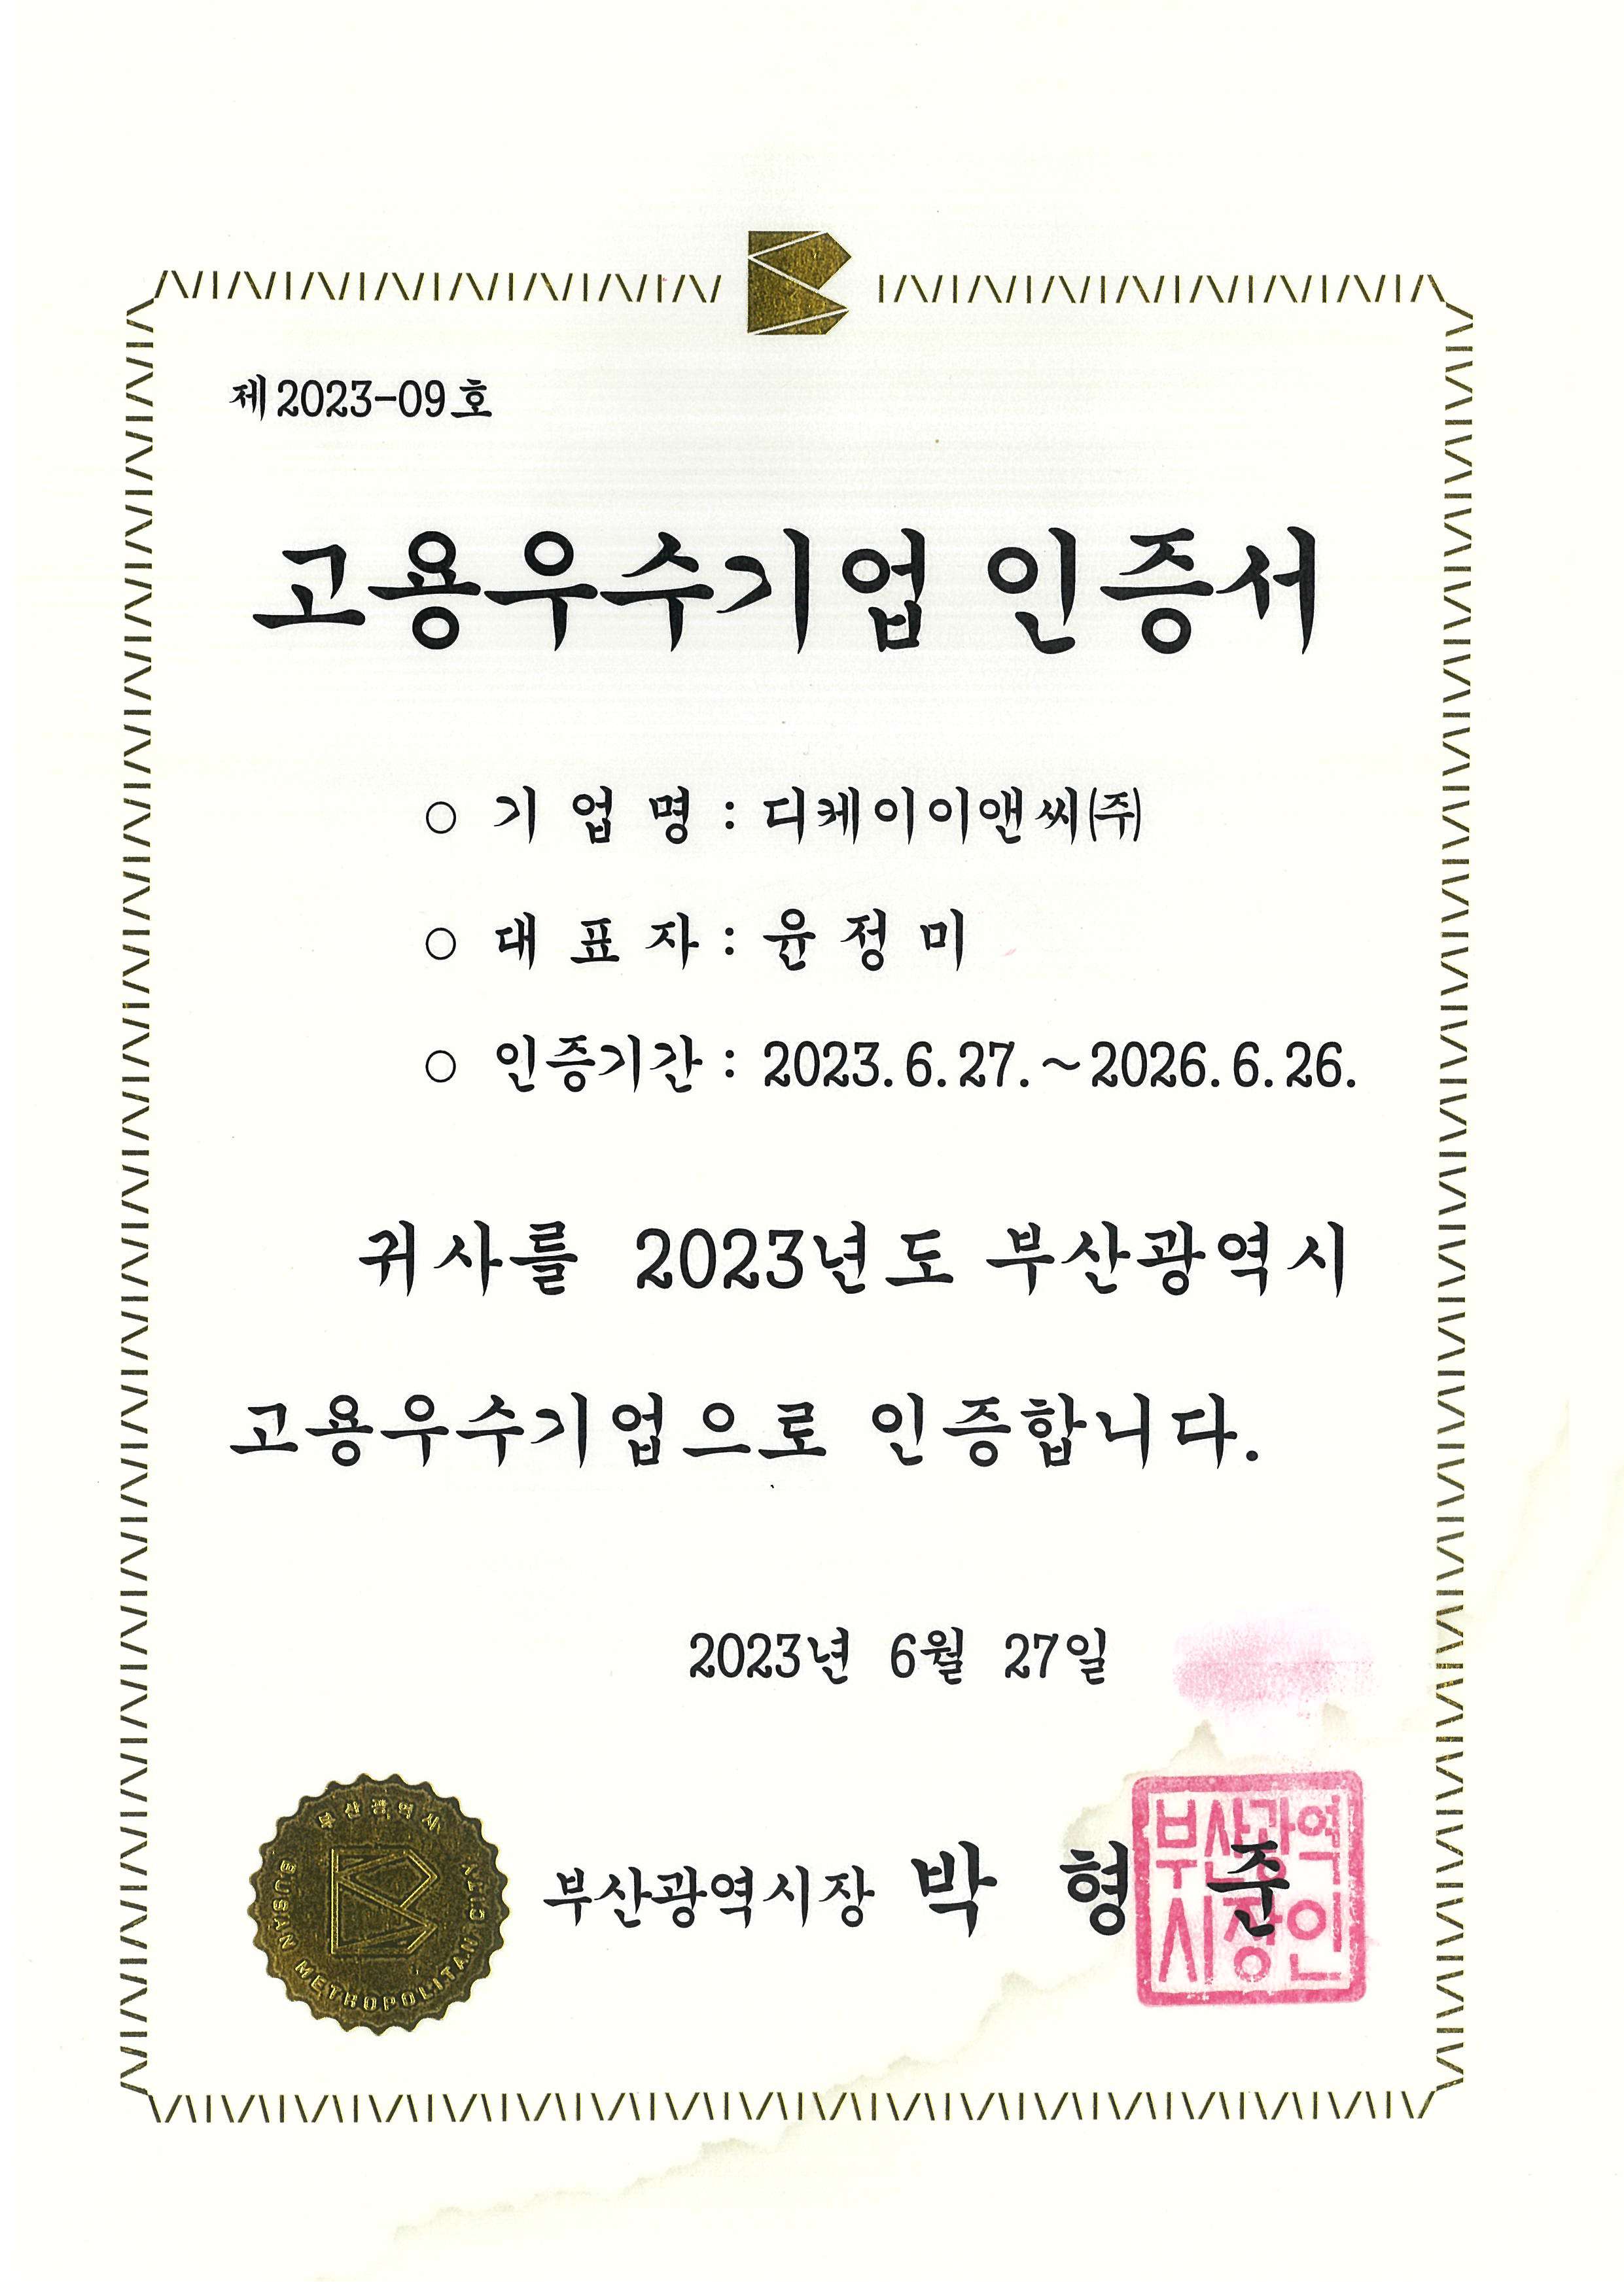 제2023-09호
고용우수기업 인증서
○ 기 업 명 : 디케이이앤씨(주)
○ 대 표 자 : 윤 정 미
○ 인증기간 : 2023. 6. 27. ~ 2026. 6. 26.
귀사를 2023년도 부산광역시
고용우수기업으로 인증합니다.
2023년 6월 27일
부산광역시장 박 형 준
부산광역
시장인
부산광역시
BUSAN METROPOLITAN CITY